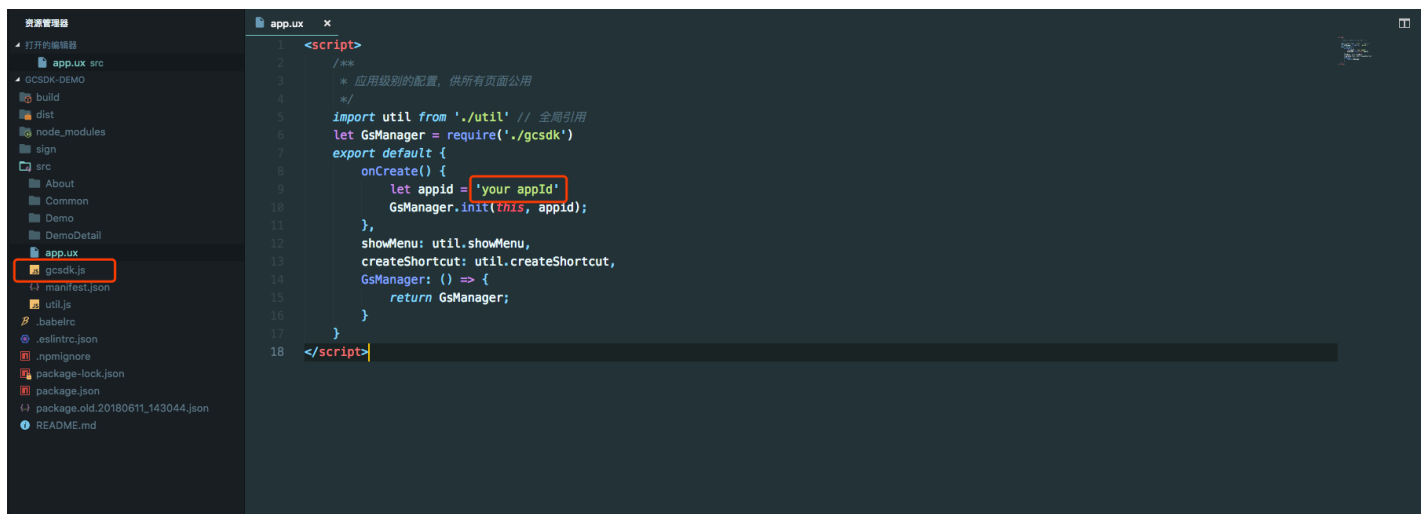 资源管理器
打开的编辑器
app.ux src
GCSDK-DEMO
build
dist
node_modules
sign
src
About
Common
Demo
DemoDetail
app.ux
gcsdk.js
manifest.json
util.js
.babelrc
.eslintrc.json
.npmignore
package-lock.json
package.json
package.old.20180611_143044.json
README.md
app.ux ×
1 <script>
2 /**
3 * 应用级别的配置，供所有页面公用
4 */
5 import util from './util' // 全局引用
6 let GsManager = require('./gcsdk')
7 export default {
8 onCreate() {
9 let appid = 'your appId'
10 GsManager.init(this, appid);
11 },
12 showMenu: util.showMenu,
13 createShortcut: util.createShortcut,
14 GsManager: () => {
15 return GsManager;
16 }
17 }
18 </script>